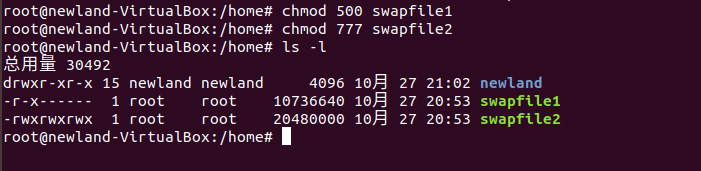 root@newland-VirtualBox:/home# chmod 500 swapfile1
root@newland-VirtualBox:/home# chmod 777 swapfile2
root@newland-VirtualBox:/home# ls -l
总用量 30492
drwxr-xr-x 15 newland newland     4096 10月 27 21:02 newland
-r-x------  1 root    root    10736640 10月 27 20:53 swapfile1
-rwxrwxrwx  1 root    root    20480000 10月 27 20:53 swapfile2
root@newland-VirtualBox:/home#